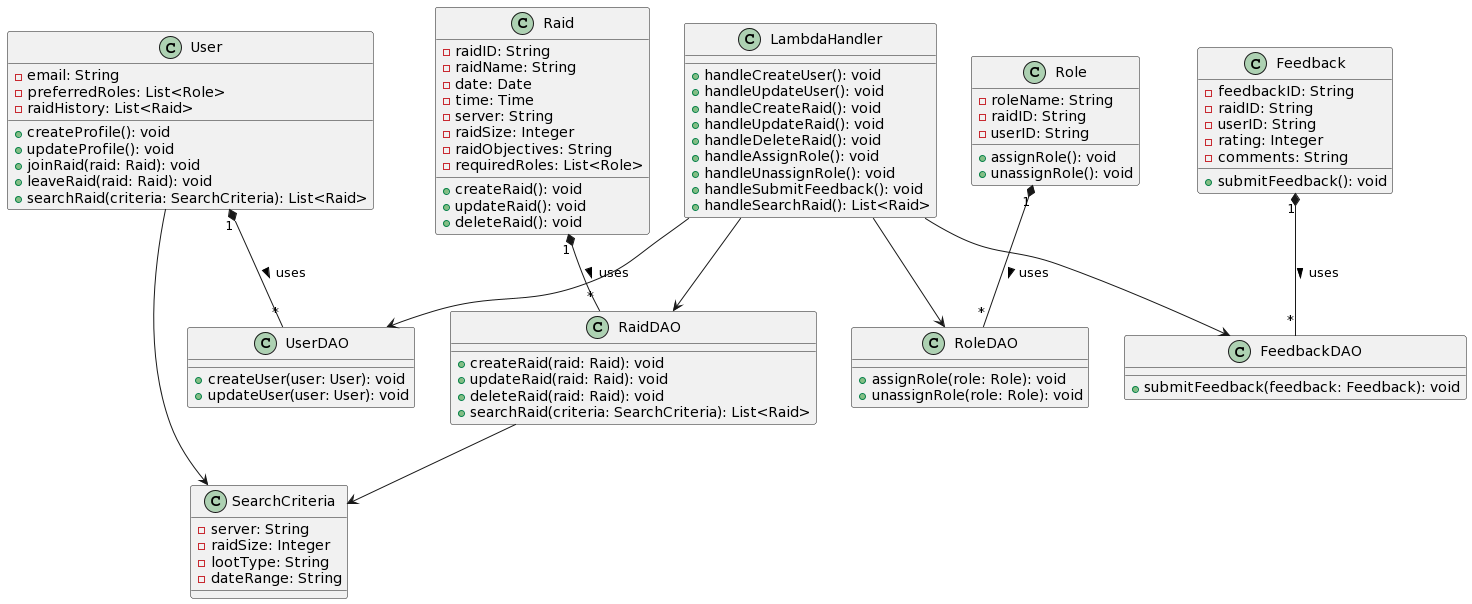 C User
email: String
preferredRoles: List<Role>
raidHistory: List<Raid>
createProfile(): void
updateProfile(): void
joinRaid(raid: Raid): void
leaveRaid(raid: Raid): void
searchRaid(criteria: SearchCriteria): List<Raid>
C Raid
raidID: String
raidName: String
date: Date
time: Time
server: String
raidSize: Integer
raidObjectives: String
requiredRoles: List<Role>
createRaid(): void
updateRaid(): void
deleteRaid(): void
C LambdaHandler
handleCreateUser(): void
handleUpdateUser(): void
handleCreateRaid(): void
handleUpdateRaid(): void
handleDeleteRaid(): void
handleAssignRole(): void
handleUnassignRole(): void
handleSubmitFeedback(): void
handleSearchRaid(): List<Raid>
C Role
roleName: String
raidID: String
userID: String
assignRole(): void
unassignRole(): void
C Feedback
feedbackID: String
raidID: String
userID: String
rating: Integer
comments: String
submitFeedback(): void
1
uses
*
1
uses
*
1
uses
*
1
uses
*
C UserDAO
createUser(user: User): void
updateUser(user: User): void
C RaidDAO
createRaid(raid: Raid): void
updateRaid(raid: Raid): void
deleteRaid(raid: Raid): void
searchRaid(criteria: SearchCriteria): List<Raid>
C RoleDAO
assignRole(role: Role): void
unassignRole(role: Role): void
C FeedbackDAO
submitFeedback(feedback: Feedback): void
C SearchCriteria
server: String
raidSize: Integer
lootType: String
dateRange: String